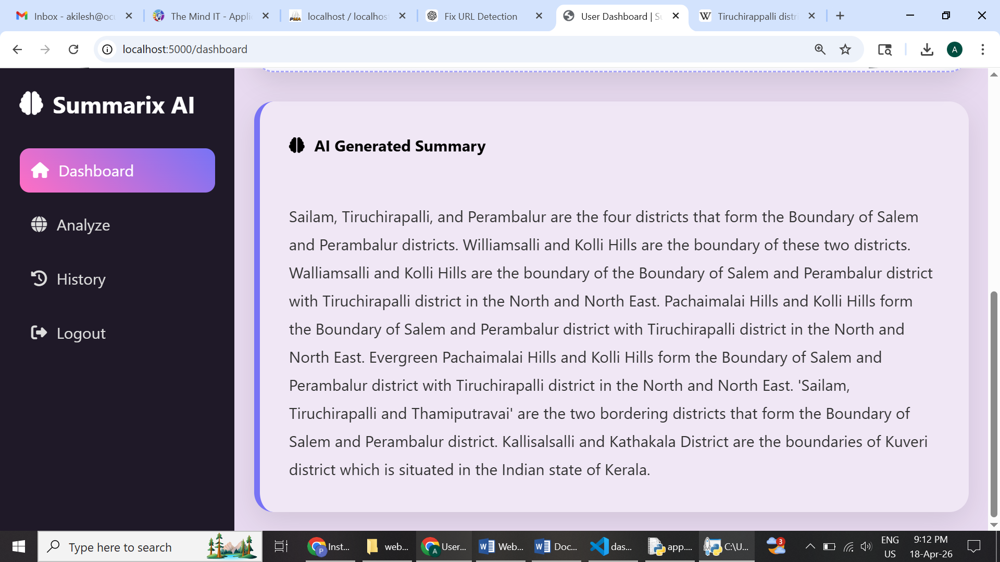 Inbox - akilesh@ocu
The Mind IT - Appli
localhost / localhost
Fix URL Detection
User Dashboard | Su
Tiruchirappalli distri
localhost:5000/dashboard
A
Summarix AI
Dashboard
Analyze
History
Logout
AI Generated Summary
Sailam, Tiruchirapalli, and Perambalur are the four districts that form the Boundary of Salem
and Perambalur districts. Williamsalli and Kolli Hills are the boundary of these two districts.
Walliamsalli and Kolli Hills are the boundary of the Boundary of Salem and Perambalur district
with Tiruchirapalli district in the North and North East. Pachaimalai Hills and Kolli Hills form
the Boundary of Salem and Perambalur district with Tiruchirapalli district in the North and
North East. Evergreen Pachaimalai Hills and Kolli Hills form the Boundary of Salem and
Perambalur district with Tiruchirapalli district in the North and North East. 'Sailam,
Tiruchirapalli and Thamiputravai' are the two bordering districts that form the Boundary of
Salem and Perambalur district. Kallisalsalli and Kathakala District are the boundaries of Kuveri
district which is situated in the Indian state of Kerala.
Type here to search
Inst...
web...
User...
Web...
Doc...
das...
app....
C:\U...
3
ENG
US
9:12 PM
18-Apr-26